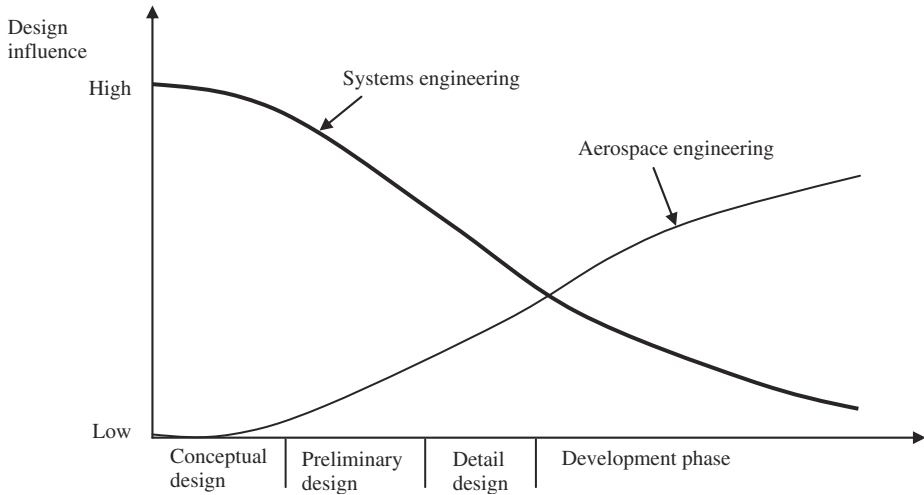 Design
influence
High
Systems engineering
Aerospace engineering
Low
Conceptual
design
Preliminary
design
Detail
design
Development phase